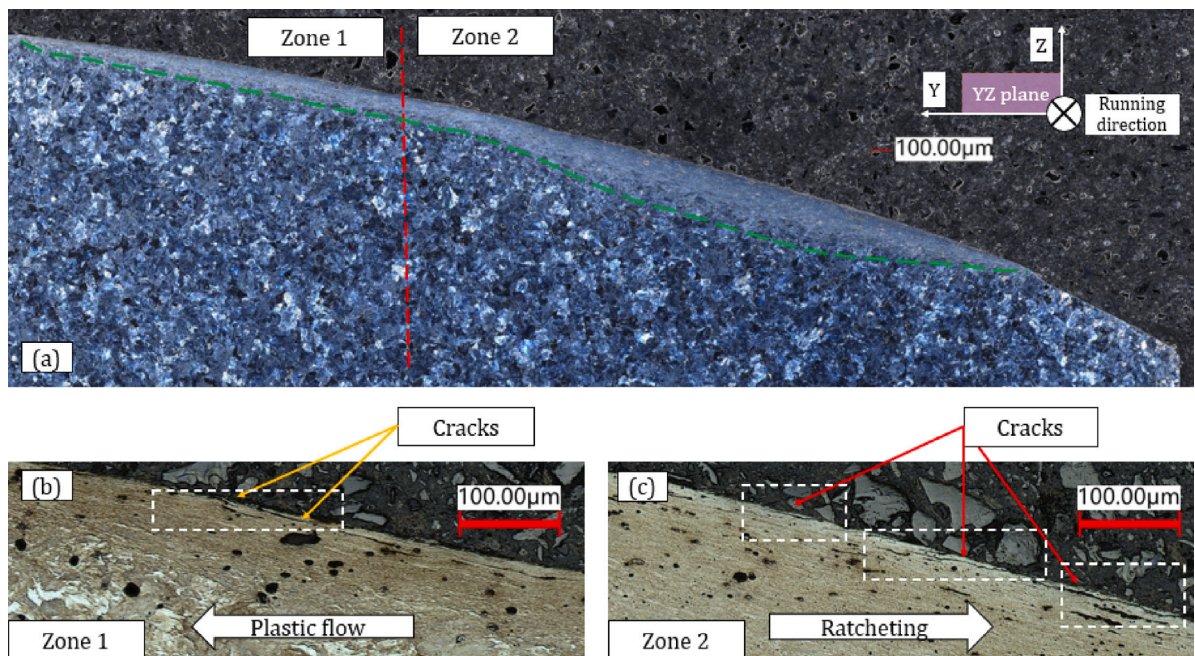 Zone 1
Zone 2
Z
Y
YZ plane
Running
direction
100.00µm
(a)
Cracks
Cracks
(b)
100.00µm
(c)
100.00µm
Plastic flow
Zone 1
Ratcheting
Zone 2